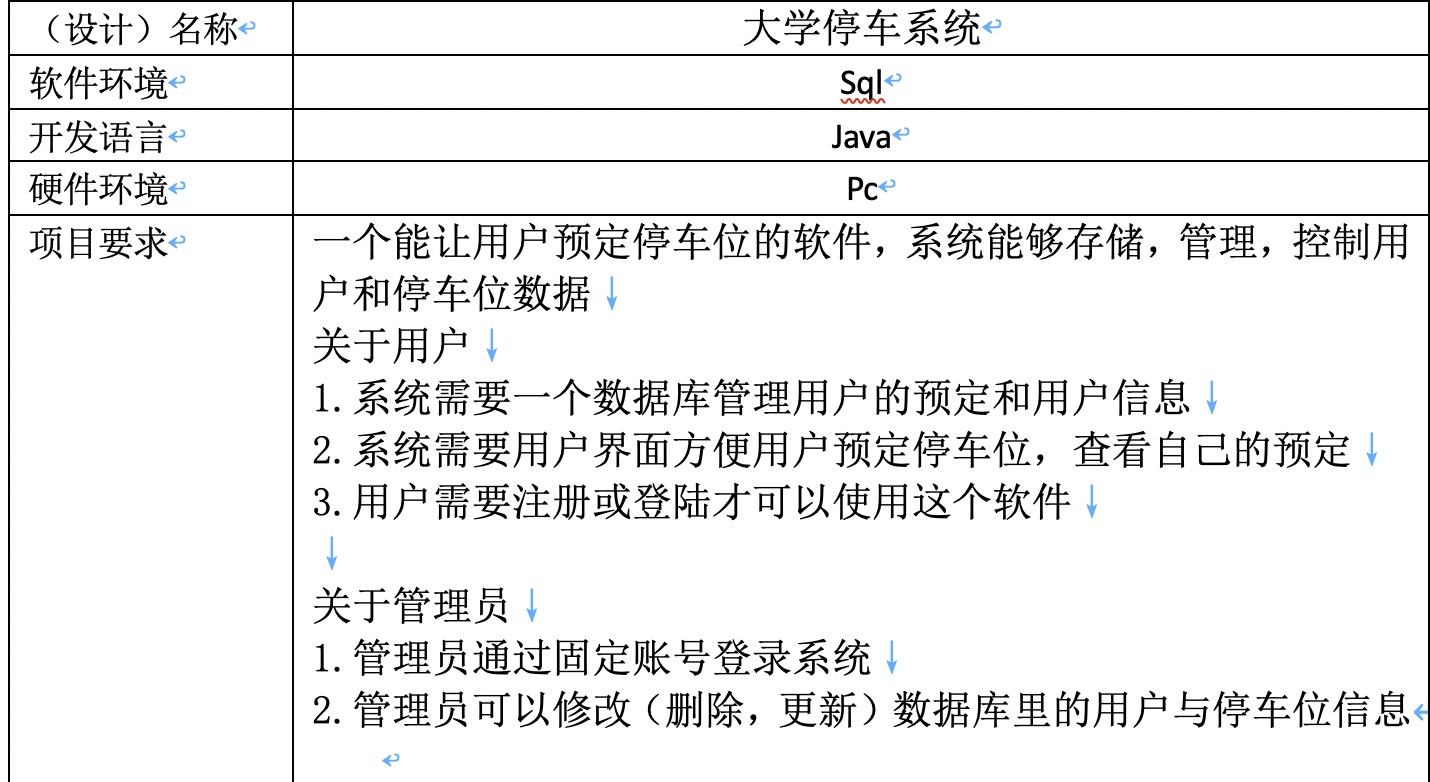 （设计）名称
大学停车系统
软件环境
Sql
开发语言
Java
硬件环境
Pc
项目要求
一个能让用户预定停车位的软件，系统能够存储，管理，控制用
户和停车位数据
关于用户
1.系统需要一个数据库管理用户的预定和用户信息
2.系统需要用户界面方便用户预定停车位，查看自己的预定
3.用户需要注册或登陆才可以使用这个软件
关于管理员
1.管理员通过固定账号登录系统
2.管理员可以修改（删除，更新）数据库里的用户与停车位信息